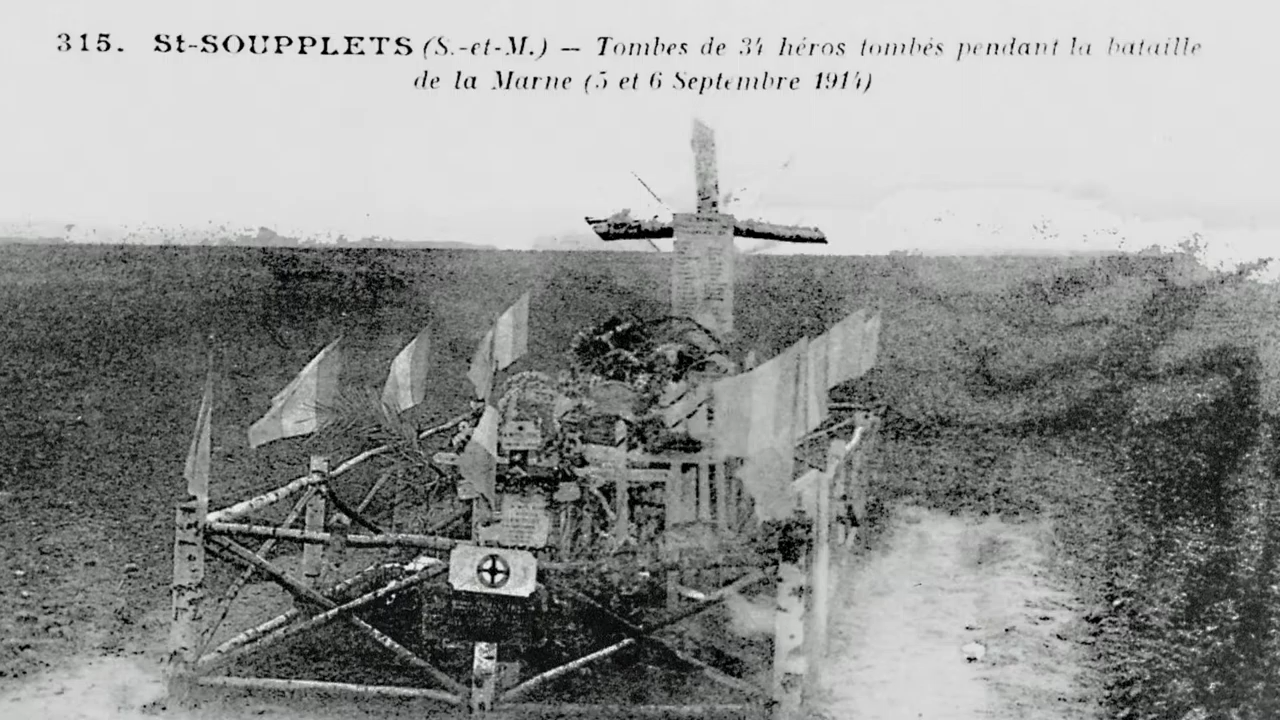 315. St-SOUPPLETS (S.-et-M.) — Tombes de 34 héros tombés pendant la bataille
de la Marne (5 et 6 Septembre 1914)